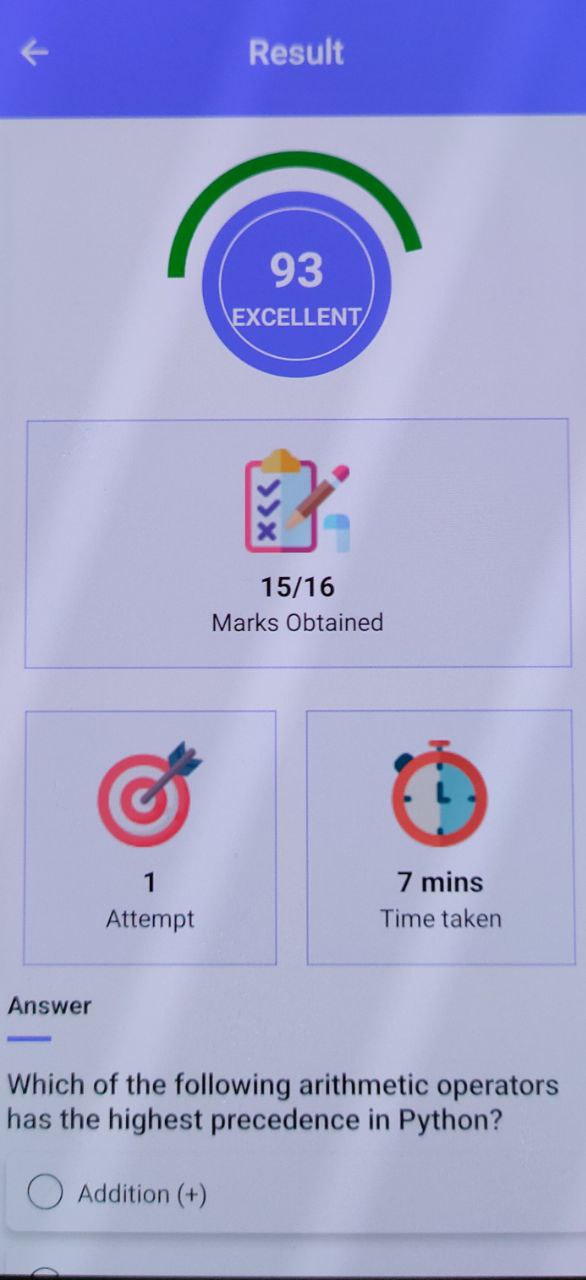 Result
93
EXCELLENT
15/16
Marks Obtained
1
Attempt
7 mins
Time taken
Answer
Which of the following arithmetic operators
has the highest precedence in Python?
Addition (+)